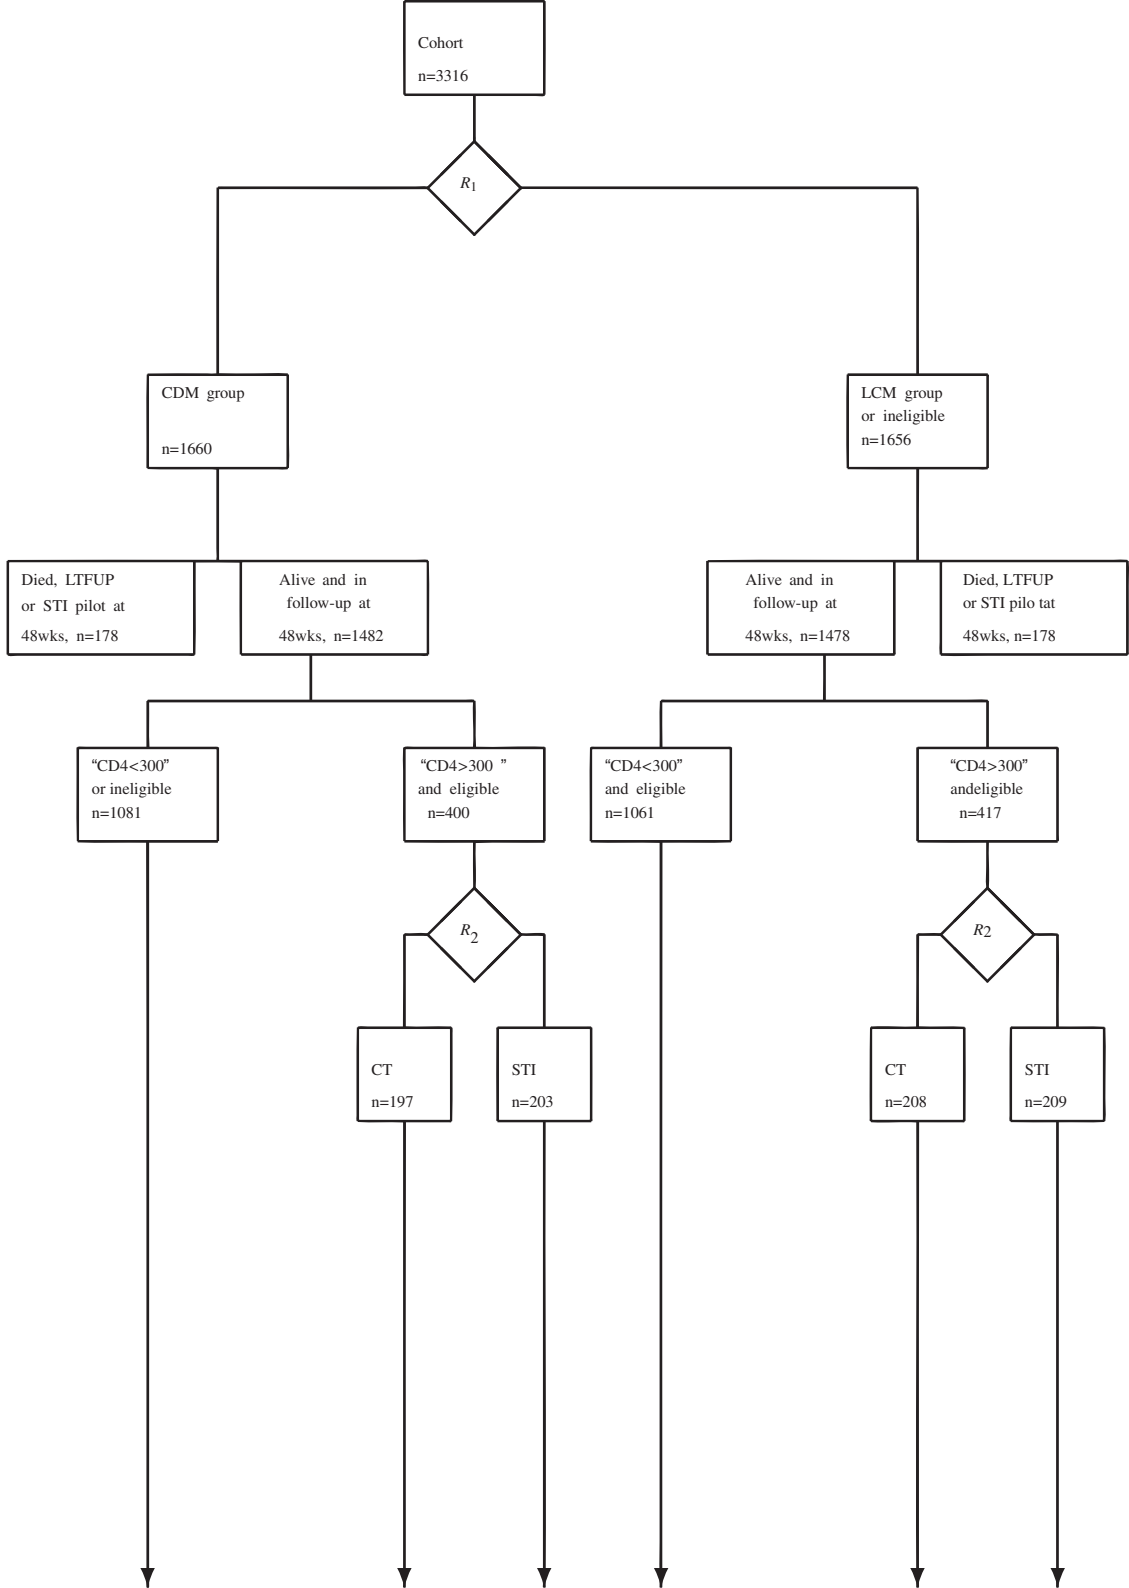 Cohort
n=3316
R1
CDM group
n=1660
LCM group
or ineligible
n=1656
Died, LTFUP
or STI pilot at
48wks, n=178
Alive and in
follow-up at
48wks, n=1482
Alive and in
follow-up at
48wks, n=1478
Died, LTFUP
or STI pilo tat
48wks, n=178
“CD4<300”
or ineligible
n=1081
“CD4>300 ”
and eligible
n=400
“CD4<300”
and eligible
n=1061
“CD4>300”
andeligible
n=417
R2
R2
CT
n=197
STI
n=203
CT
n=208
STI
n=209